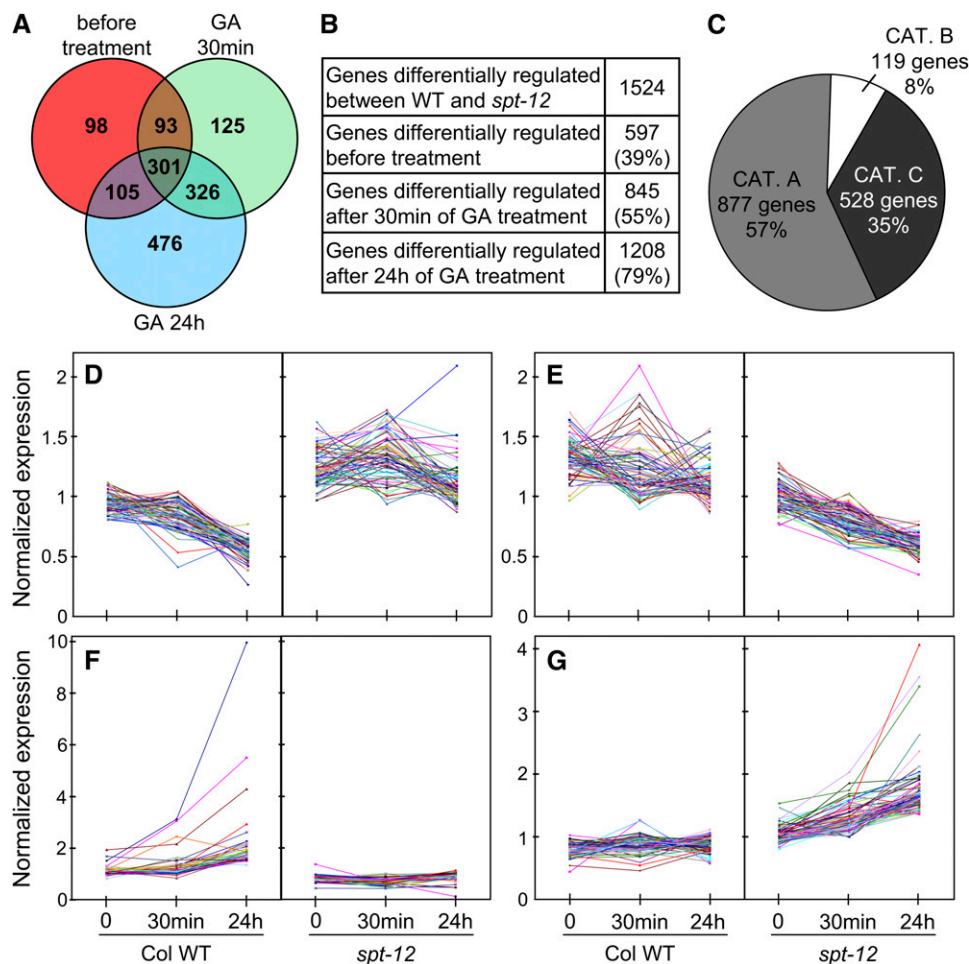 A
before treatment
GA 30min
98
93
125
301
105
326
476
GA 24h
B
Genes differentially regulated
between WT and spt-12
1524
Genes differentially regulated
before treatment
597
(39%)
Genes differentially regulated
after 30min of GA treatment
845
(55%)
Genes differentially regulated
after 24h of GA treatment
1208
(79%)
C
CAT. B
119 genes
8%
CAT. A
877 genes
57%
CAT. C
528 genes
35%
Normalized expression
2
1.5
1
0.5
0
D
2
1.5
1
0.5
0
E
Normalized expression
10
8
6
4
2
0
F
4
3
2
1
0
G
0 30min 24h
Col WT
0 30min 24h
spt-12
0 30min 24h
Col WT
0 30min 24h
spt-12